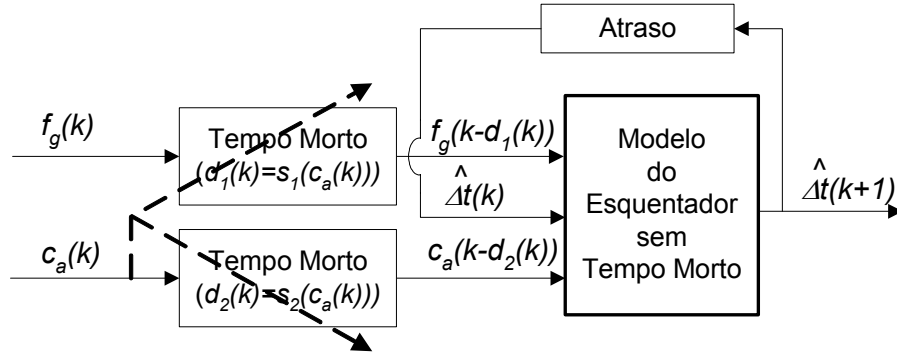 Atraso
f_g(k)
Tempo Morto
(d_1(k)=s_1(c_a(k)))
f_g(k-d_1(k))
^
Δt(k)
Modelo
do
Esquentador
sem
Tempo Morto
^
Δt(k+1)
c_a(k)
Tempo Morto
(d_2(k)=s_2(c_a(k)))
c_a(k-d_2(k))